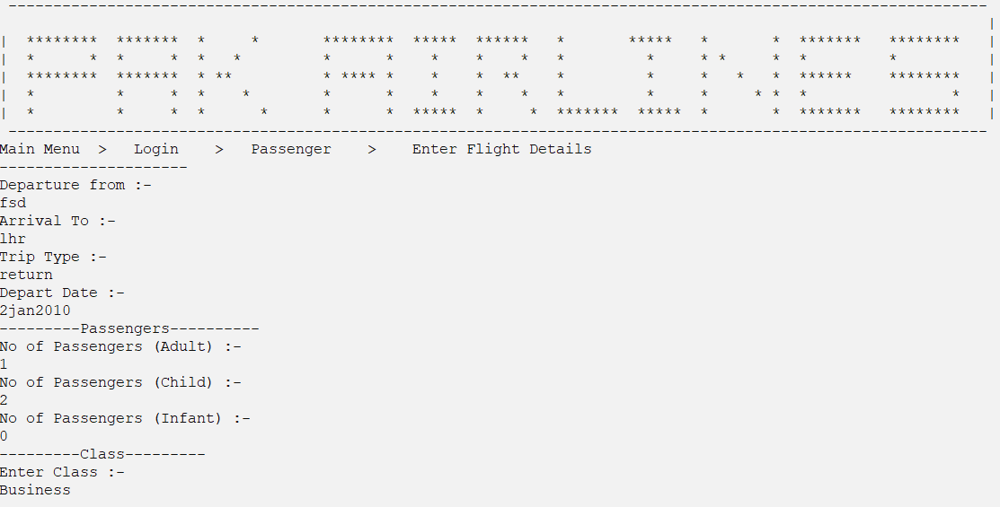 PAK AIRLINES
Main Menu > Login > Passenger > Enter Flight Details
---------------------
Departure from :-
fsd
Arrival To :-
lhr
Trip Type :-
return
Depart Date :-
2jan2010
---------Passengers----------
No of Passengers (Adult) :-
1
No of Passengers (Child) :-
2
No of Passengers (Infant) :-
0
---------Class---------
Enter Class :-
Business